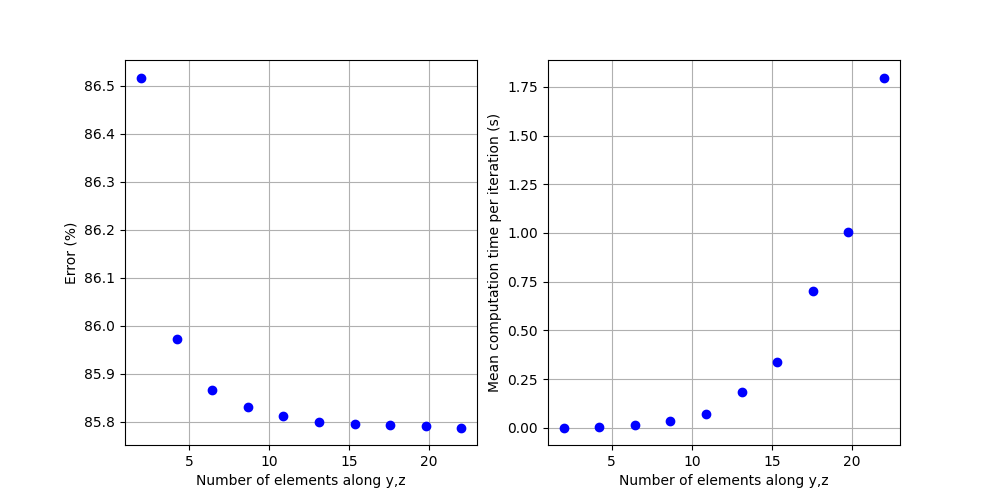 Error (%)
86.5
86.4
86.3
86.2
86.1
86.0
85.9
85.8
5 10 15 20
Number of elements along y,z
Mean computation time per iteration (s)
1.75
1.50
1.25
1.00
0.75
0.50
0.25
0.00
5 10 15 20
Number of elements along y,z